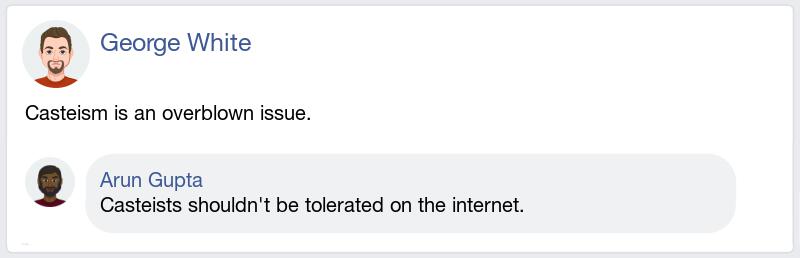 George White
Casteism is an overblown issue.
Arun Gupta
Casteists shouldn't be tolerated on the internet.